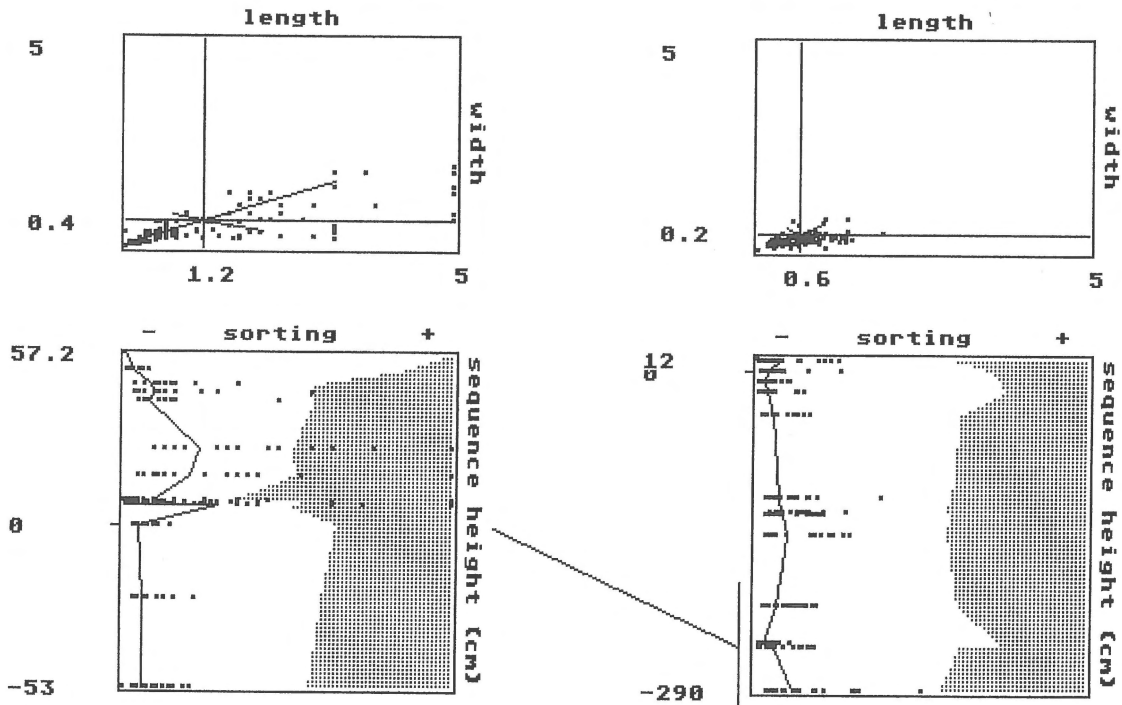 length
5
width
0.4
1.2
5
length
5
width
0.2
0.6
5
- sorting +
57.2
0
-53
sequence height (cm)
- sorting +
12
0
-290
sequence height (cm)